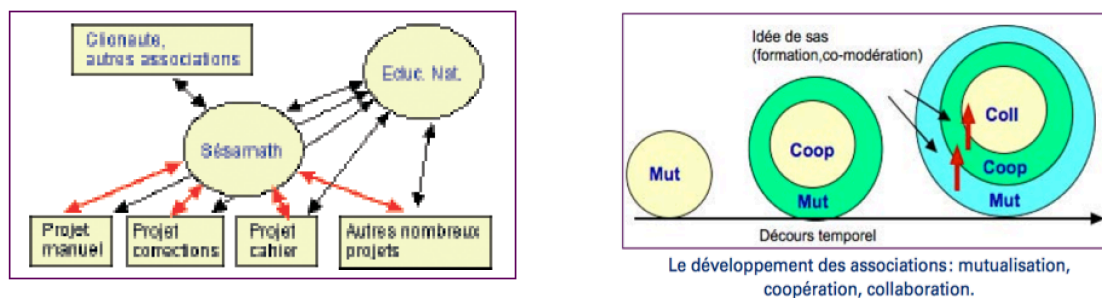 Clionaute,
autres associations
Educ. Nat.
Sésamath
Projet
manuel
Projet
corrections
Projet
cahier
Autres nombreux
projets
Idée de sas
(formation,co-modération)
Mut
Coop
Mut
Coll
Coop
Mut
Décours temporel
Le développement des associations: mutualisation,
coopération, collaboration.